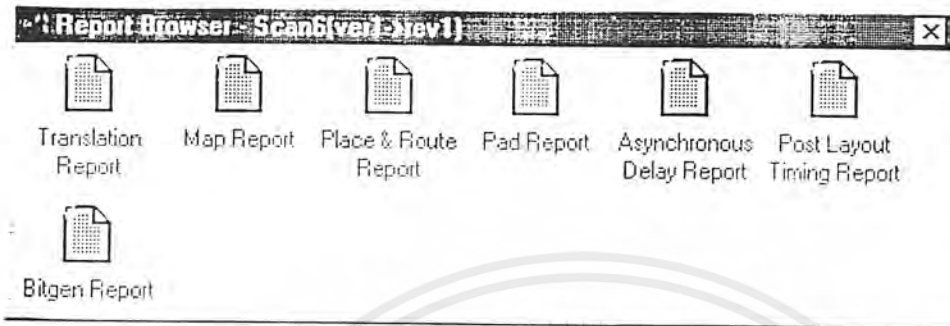 Report Browser - Scan6(ver1->rev1)
Translation Report
Map Report
Place & Route Report
Pad Report
Asynchronous Delay Report
Post Layout Timing Report
Bitgen Report